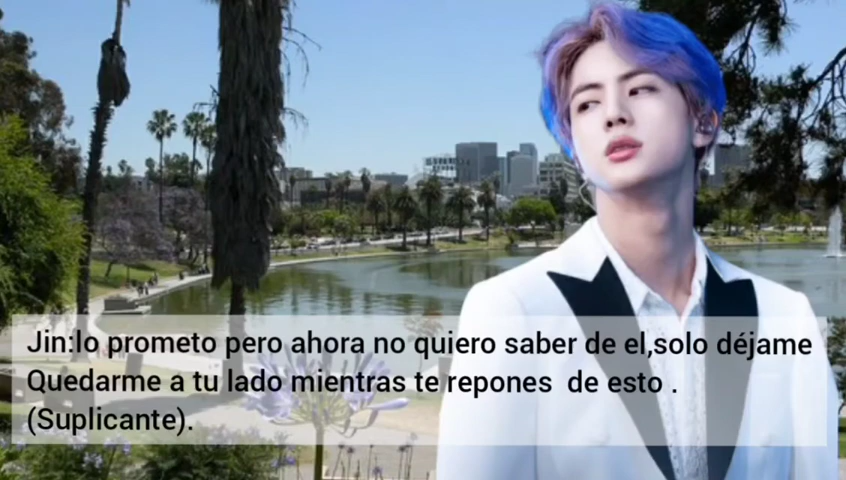 Jin:lo prometo pero ahora no quiero saber de el,solo déjame
Quedarme a tu lado mientras te repones de esto .
(Suplicante).